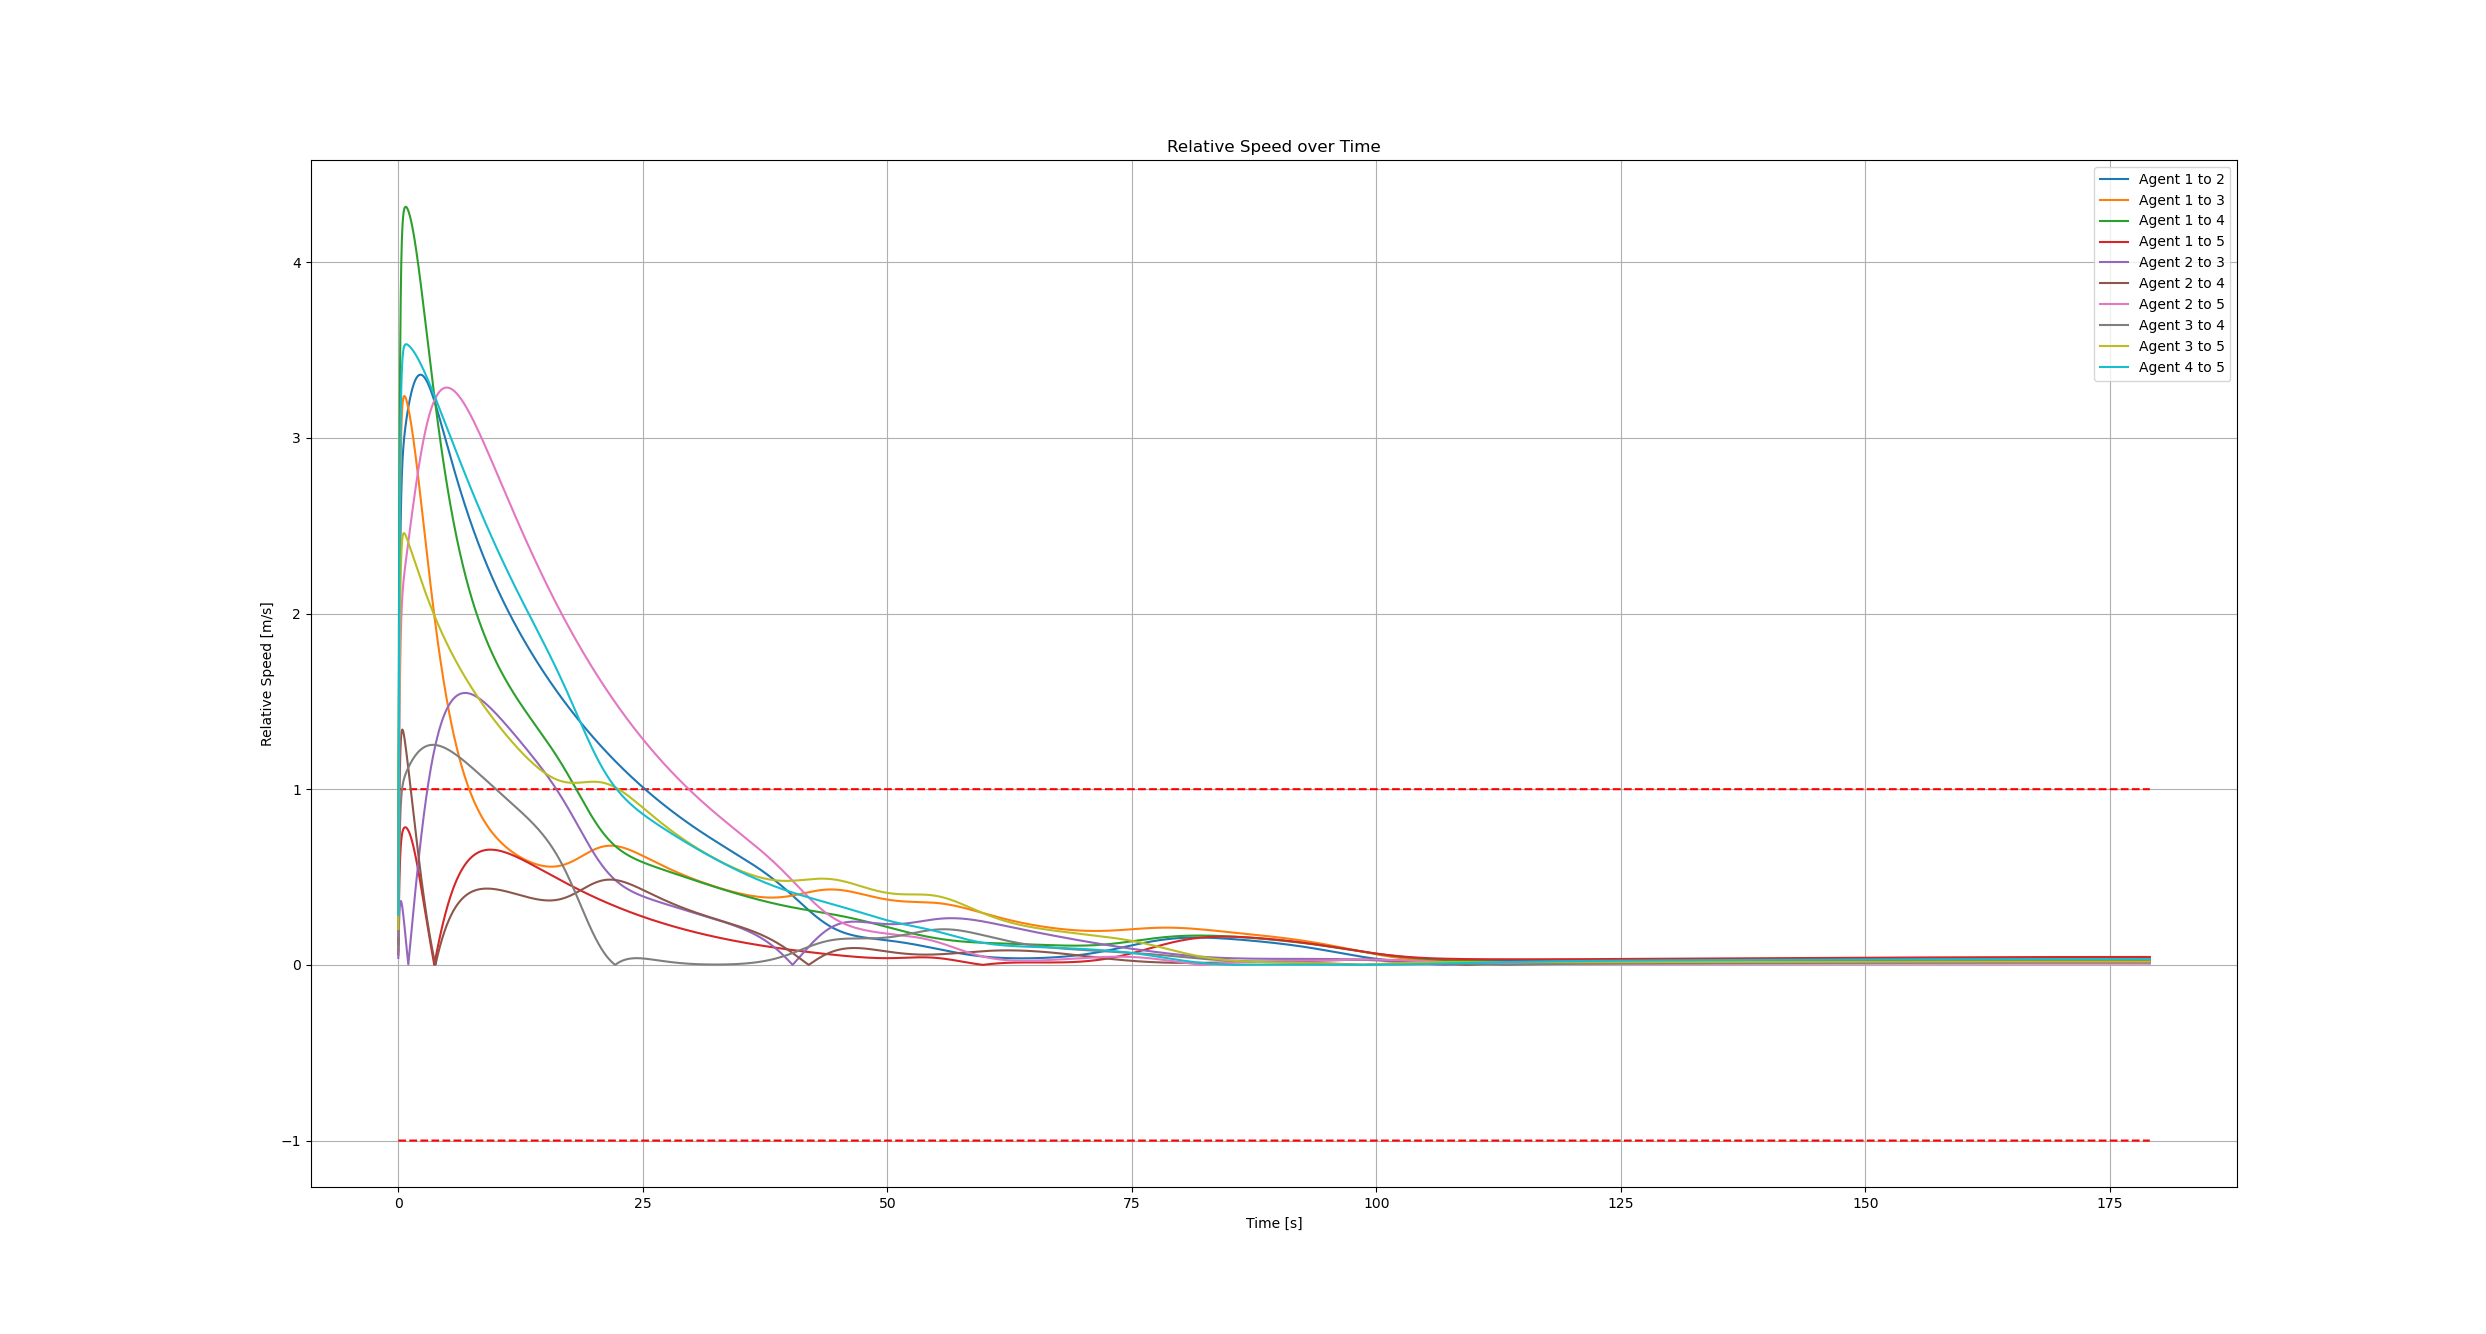 Relative Speed over Time
Agent 1 to 2
Agent 1 to 3
Agent 1 to 4
Agent 1 to 5
Agent 2 to 3
Agent 2 to 4
Agent 2 to 5
Agent 3 to 4
Agent 3 to 5
Agent 4 to 5
Relative Speed [m/s]
4
3
2
1
0
−1
0 25 50 75 100 125 150 175
Time [s]